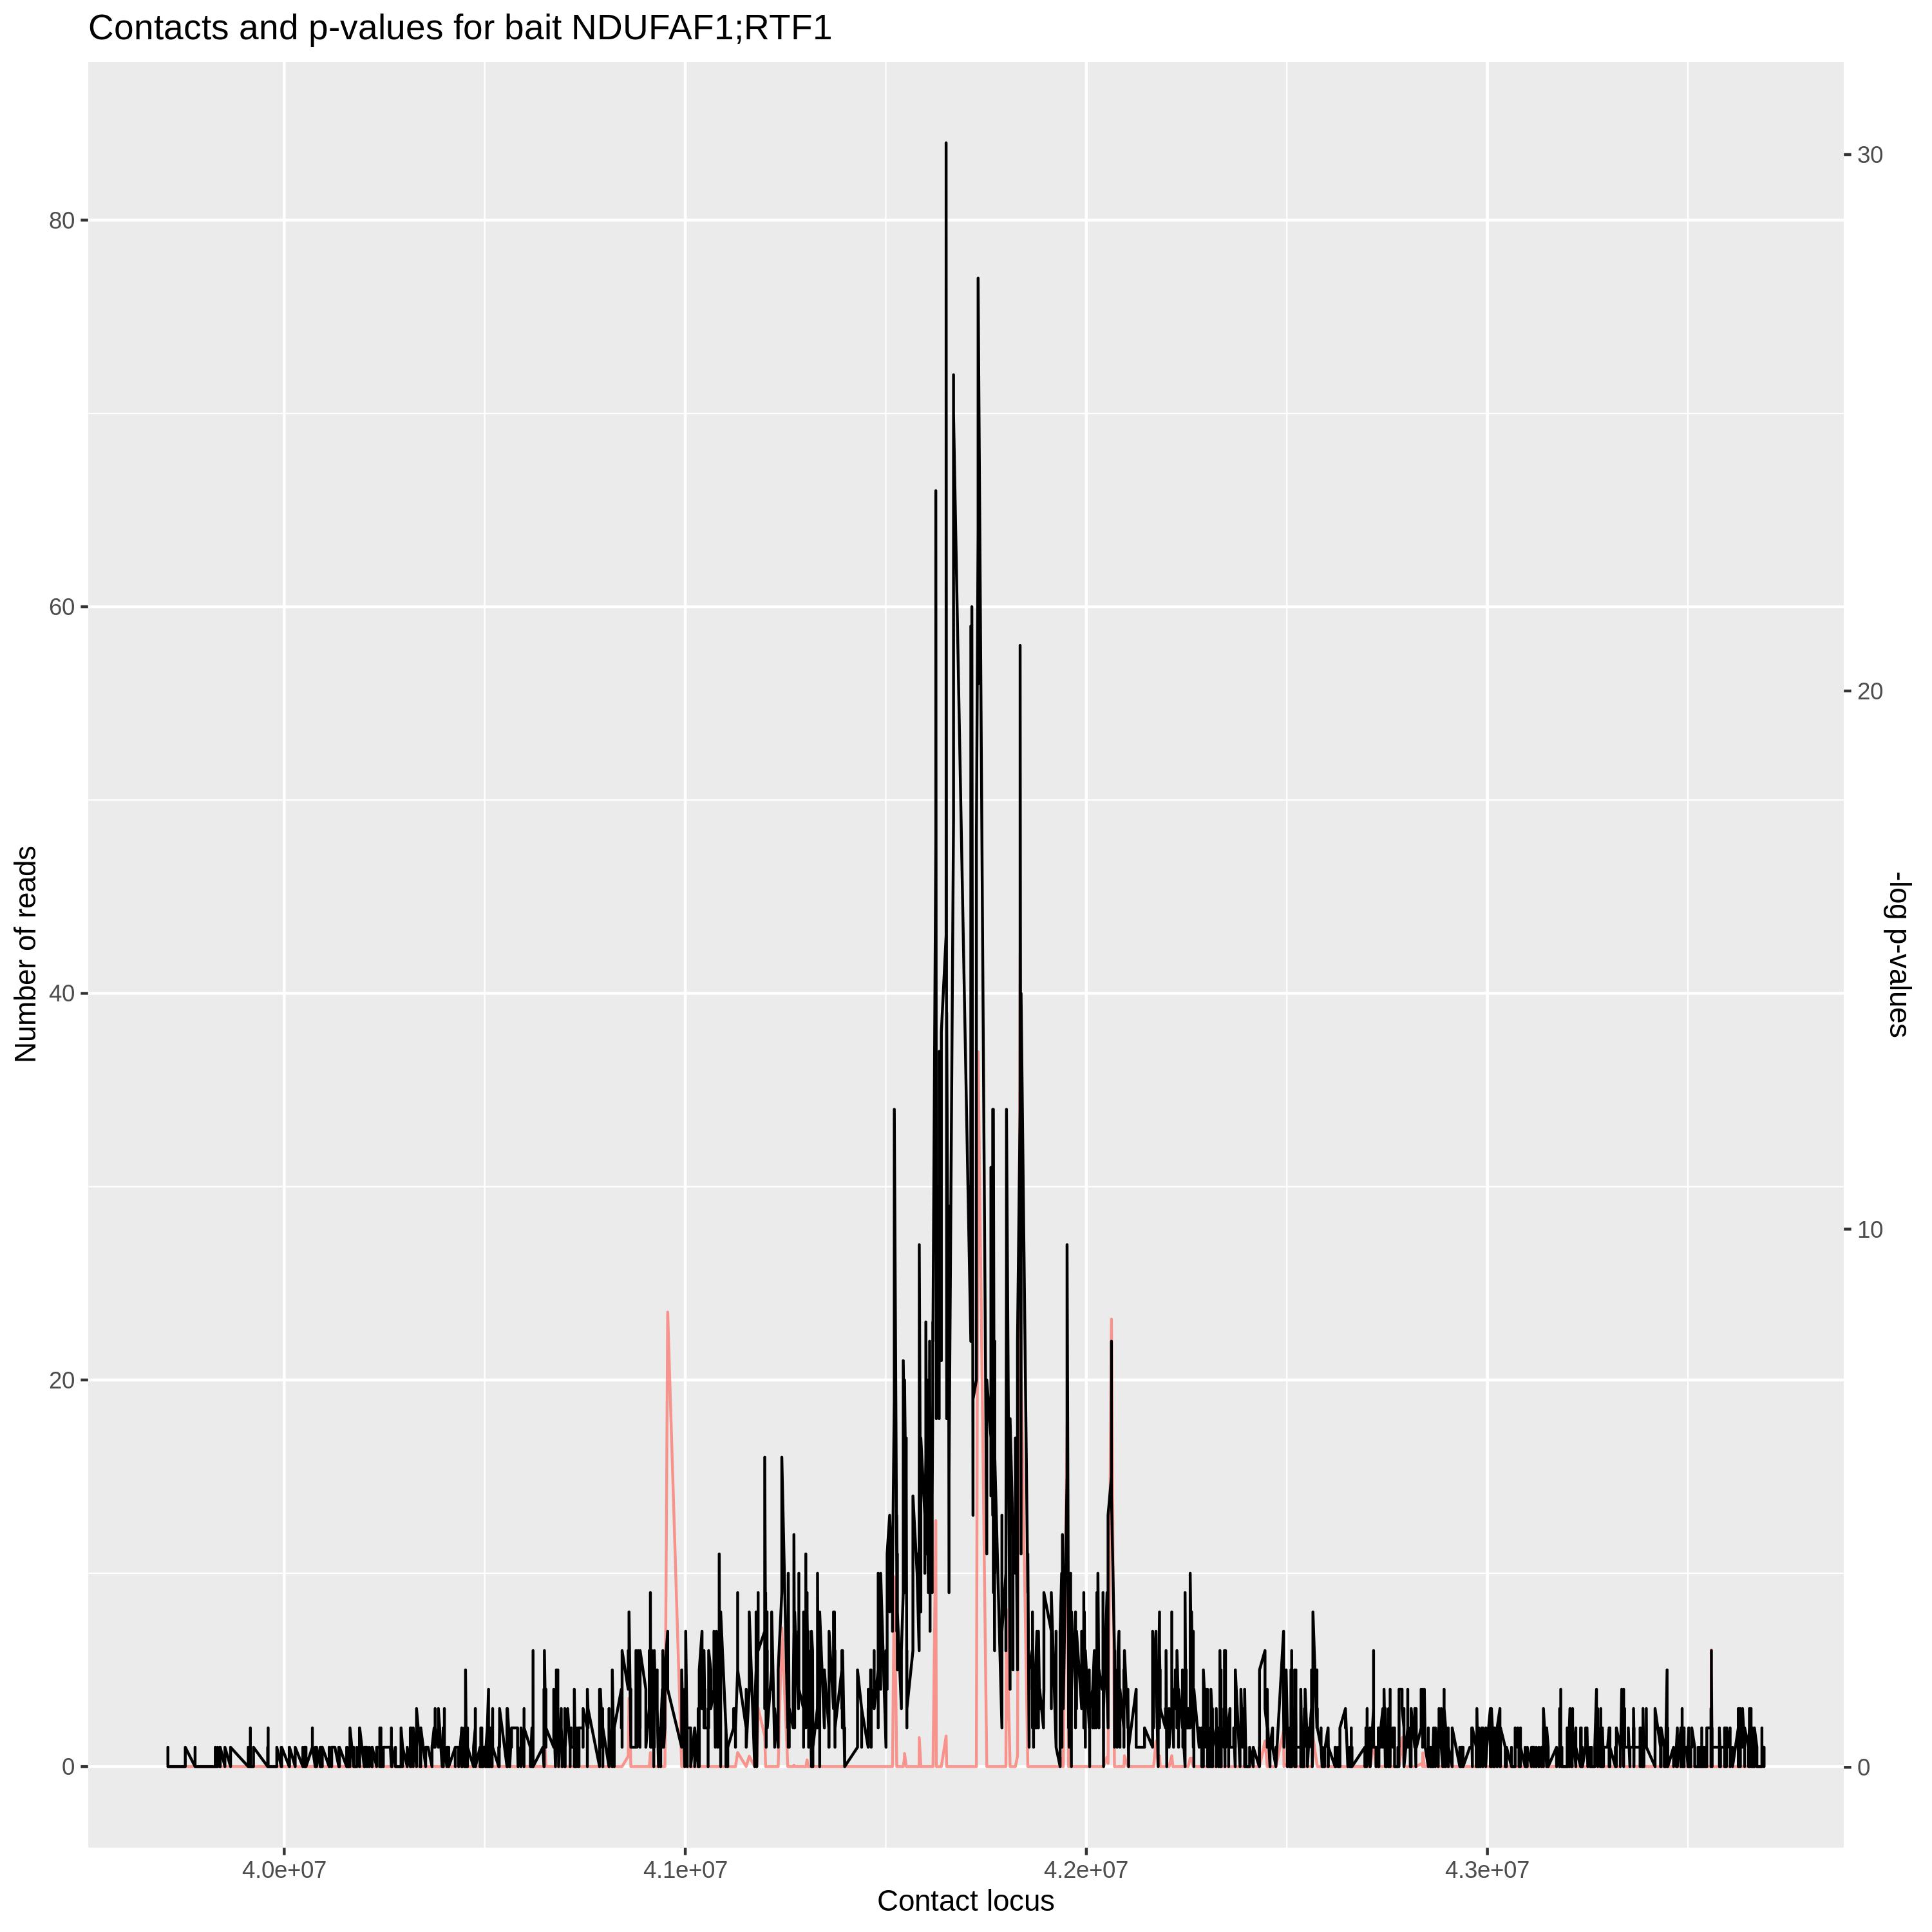 Contacts and p-values for bait NDUFAF1;RTF1
Number of reads
80
60
40
20
0
30
20
10
0
-log p-values
4.0e+07
4.1e+07
4.2e+07
4.3e+07
Contact locus